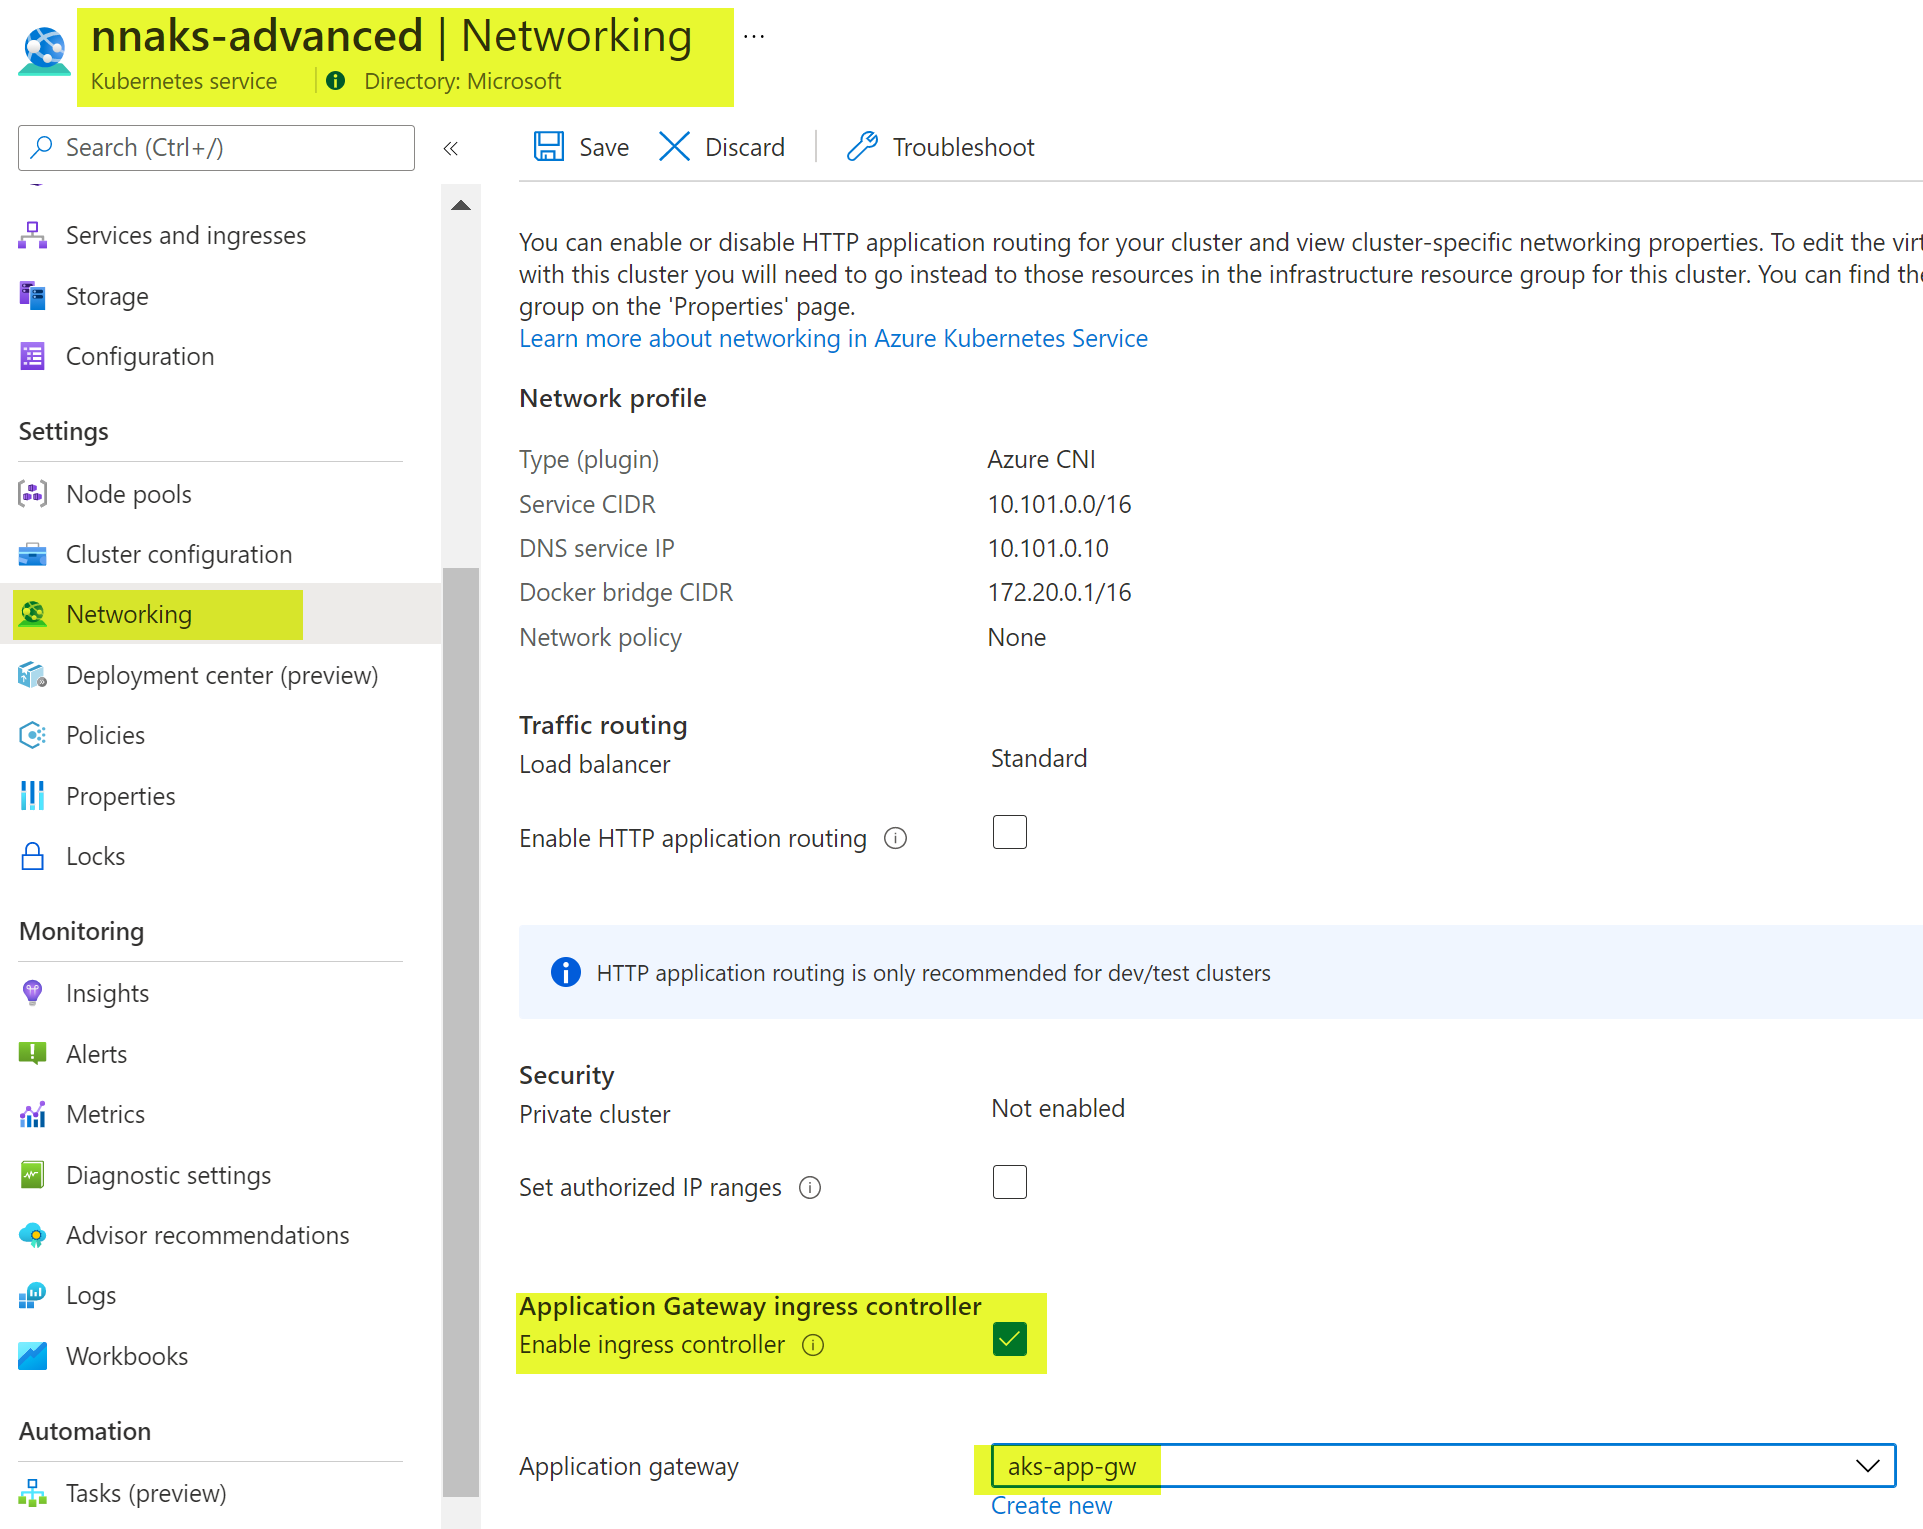 nnaks-advanced | Networking ...
Kubernetes service | Directory: Microsoft
Search (Ctrl+/)
«
Save
Discard
Troubleshoot
Services and ingresses
Storage
Configuration
Settings
Node pools
Cluster configuration
Networking
Deployment center (preview)
Policies
Properties
Locks
Monitoring
Insights
Alerts
Metrics
Diagnostic settings
Advisor recommendations
Logs
Workbooks
Automation
Tasks (preview)
You can enable or disable HTTP application routing for your cluster and view cluster-specific networking properties. To edit the
with this cluster you will need to go instead to those resources in the infrastructure resource group for this cluster. You can find
group on the 'Properties' page.
Learn more about networking in Azure Kubernetes Service
Network profile
Type (plugin) Azure CNI
Service CIDR 10.101.0.0/16
DNS service IP 10.101.0.10
Docker bridge CIDR 172.20.0.1/16
Network policy None
Traffic routing
Load balancer Standard
Enable HTTP application routing
HTTP application routing is only recommended for dev/test clusters
Security
Private cluster Not enabled
Set authorized IP ranges
Application Gateway ingress controller
Enable ingress controller
Application gateway aks-app-gw
Create new